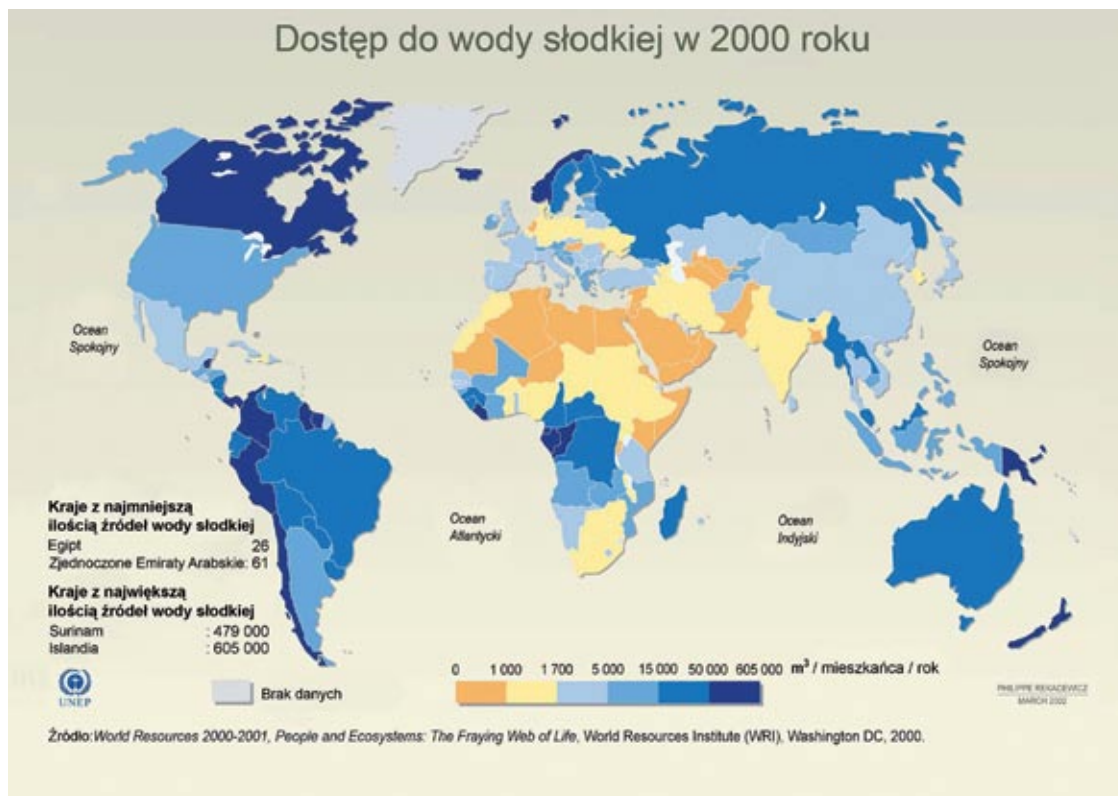 Dostęp do wody słodkiej w 2000 roku
Ocean
Spokojny
Ocean
Spokojny
Ocean
Atlantycki
Ocean
Indyjski
Kraje z najmniejszą
ilością źródeł wody słodkiej
Egipt 26
Zjednoczone Emiraty Arabskie: 61
Kraje z największą
ilością źródeł wody słodkiej
Surinam : 479 000
Islandia : 605 000
UNEP
Brak danych
0 1 000 1 700 5 000 15 000 50 000 605 000 m³ / mieszkańca / rok
PHILIPPE REKACEWICZ
MARCH 2002
Źródło:World Resources 2000-2001, People and Ecosystems: The Fraying Web of Life, World Resources Institute (WRI), Washington DC, 2000.